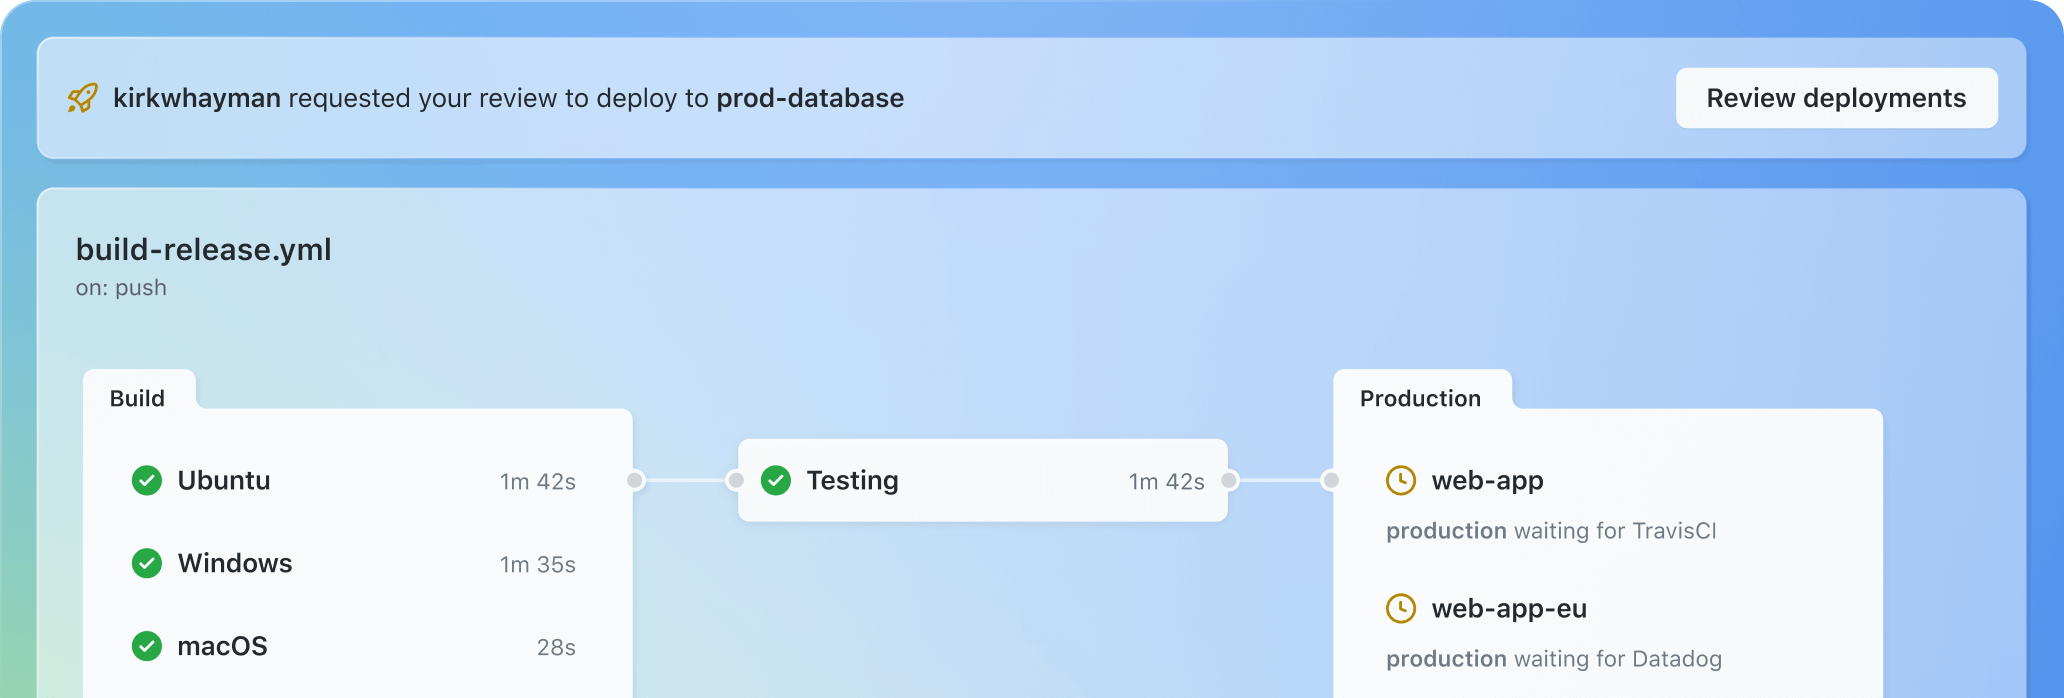 kirkwhayman requested your review to deploy to prod-database
Review deployments
build-release.yml
on: push
Build
Ubuntu 1m 42s
Windows 1m 35s
macOS 28s
Testing 1m 42s
Production
web-app
production waiting for TravisCI
web-app-eu
production waiting for Datadog